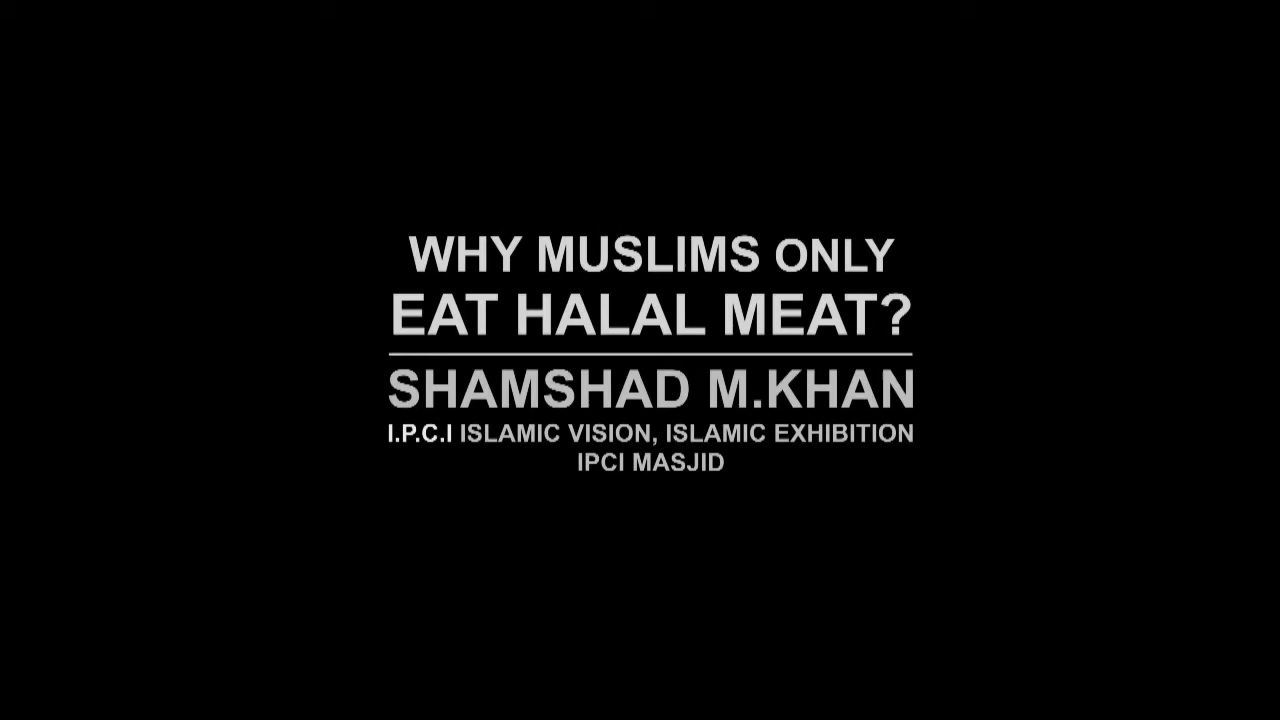 WHY MUSLIMS ONLY
EAT HALAL MEAT?
SHAMSHAD M.KHAN
I.P.C.I ISLAMIC VISION, ISLAMIC EXHIBITION
IPCI MASJID